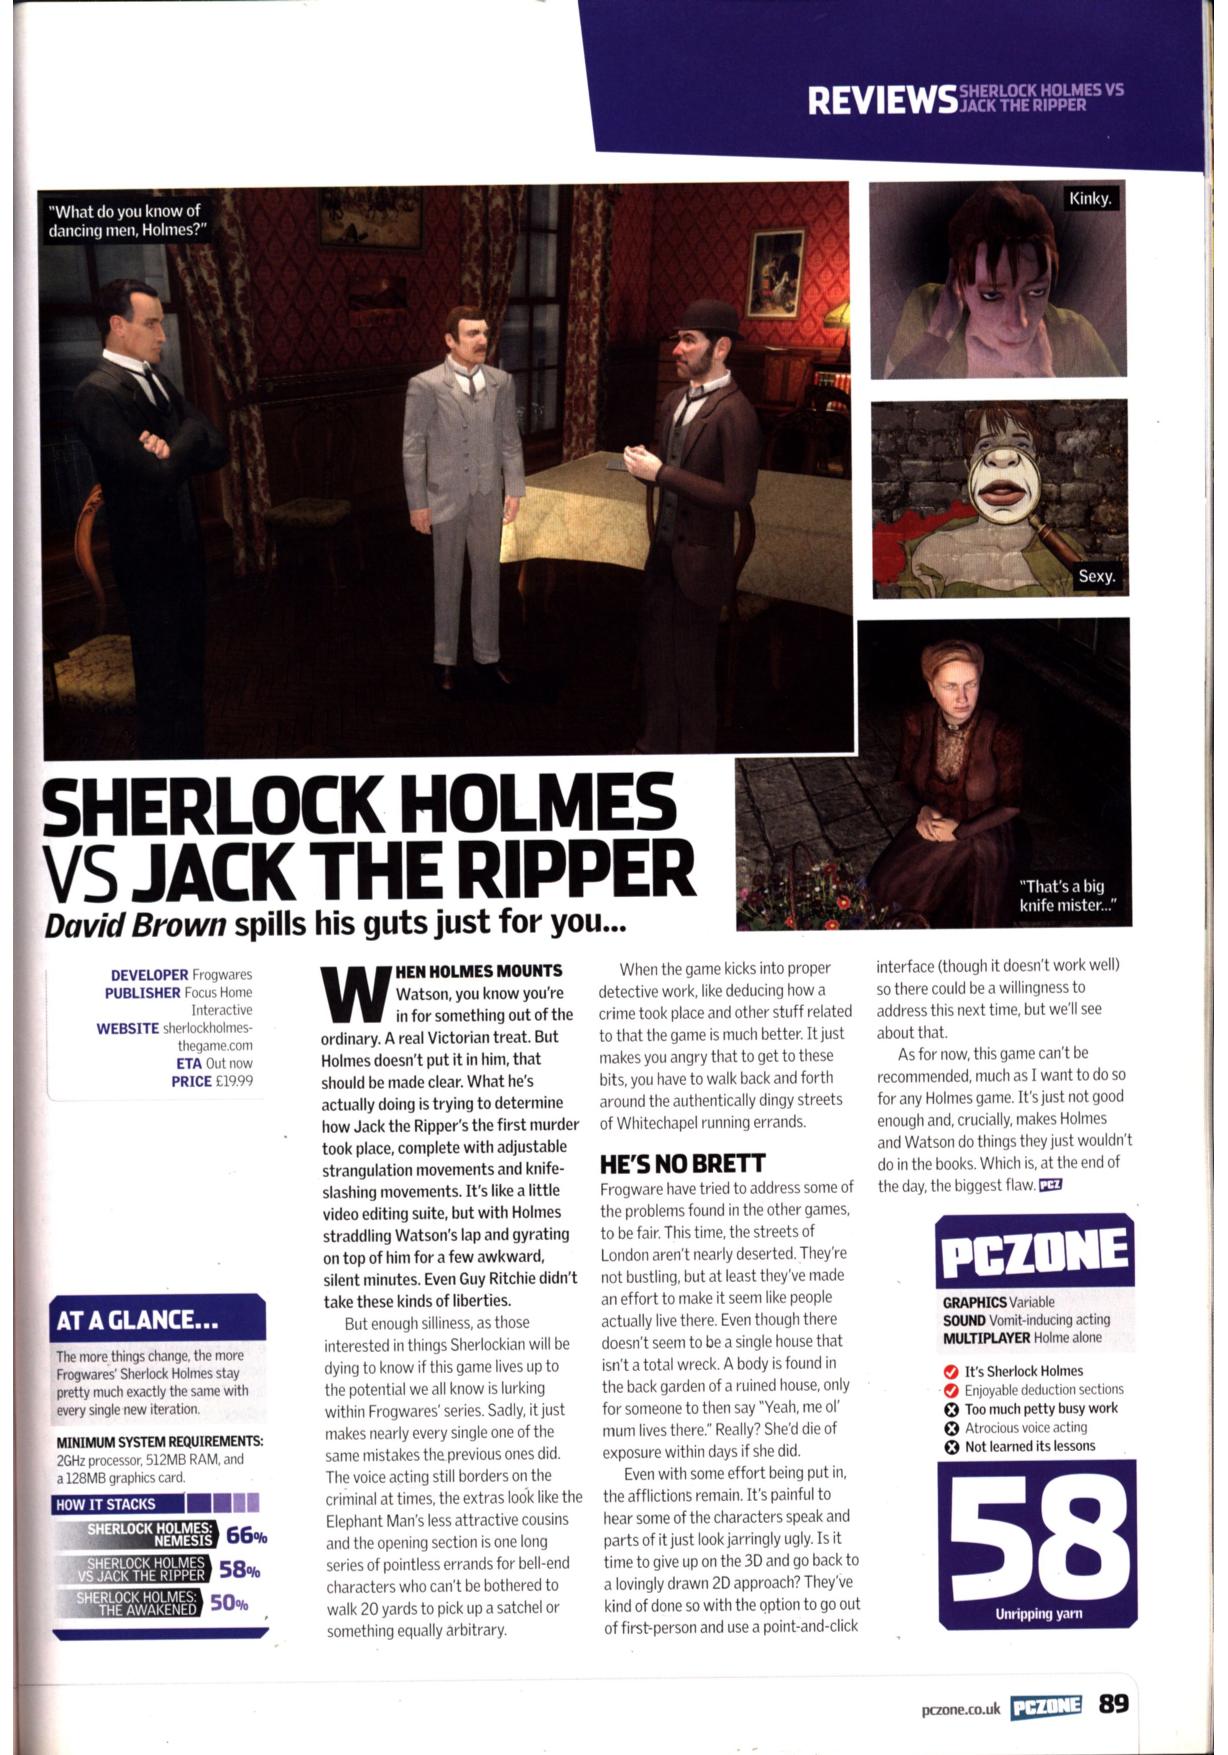 REVIEWS SHERLOCK HOLMES VS
JACK THE RIPPER
"What do you know of
dancing men, Holmes?"
Kinky.
Sexy.
"That's a big
knife mister..."
SHERLOCK HOLMES
VS JACK THE RIPPER
David Brown spills his guts just for you...
DEVELOPER Frogwares
PUBLISHER Focus Home
Interactive
WEBSITE sherlockholmes-
thegame.com
ETA Out now
PRICE £19.99
AT A GLANCE...
The more things change, the more
Frogwares' Sherlock Holmes stay
pretty much exactly the same with
every single new iteration.
MINIMUM SYSTEM REQUIREMENTS:
2GHz processor, 512MB RAM, and
a 128MB graphics card.
HOW IT STACKS
SHERLOCK HOLMES:
NEMESIS 66%
SHERLOCK HOLMES
VS JACK THE RIPPER 58%
SHERLOCK HOLMES:
THE AWAKENED 50%
WHEN HOLMES MOUNTS
Watson, you know you're
in for something out of the
ordinary. A real Victorian treat. But
Holmes doesn't put it in him, that
should be made clear. What he's
actually doing is trying to determine
how Jack the Ripper's the first murder
took place, complete with adjustable
strangulation movements and knife-
slashing movements. It's like a little
video editing suite, but with Holmes
straddling Watson's lap and gyrating
on top of him for a few awkward,
silent minutes. Even Guy Ritchie didn't
take these kinds of liberties.
But enough silliness, as those
interested in things Sherlockian will be
dying to know if this game lives up to
the potential we all know is lurking
within Frogwares' series. Sadly, it just
makes nearly every single one of the
same mistakes the previous ones did.
The voice acting still borders on the
criminal at times, the extras look like the
Elephant Man's less attractive cousins
and the opening section is one long
series of pointless errands for bell-end
characters who can't be bothered to
walk 20 yards to pick up a satchel or
something equally arbitrary.
When the game kicks into proper
detective work, like deducing how a
crime took place and other stuff related
to that the game is much better. It just
makes you angry that to get to these
bits, you have to walk back and forth
around the authentically dingy streets
of Whitechapel running errands.
HE'S NO BRETT
Frogware have tried to address some of
the problems found in the other games,
to be fair. This time, the streets of
London aren't nearly deserted. They're
not bustling, but at least they've made
an effort to make it seem like people
actually live there. Even though there
doesn't seem to be a single house that
isn't a total wreck. A body is found in
the back garden of a ruined house, only
for someone to then say "Yeah, me ol'
mum lives there." Really? She'd die of
exposure within days if she did.
Even with some effort being put in,
the afflictions remain. It's painful to
hear some of the characters speak and
parts of it just look jarringly ugly. Is it
time to give up on the 3D and go back to
a lovingly drawn 2D approach? They've
kind of done so with the option to go out
of first-person and use a point-and-click
interface (though it doesn't work well)
so there could be a willingness to
address this next time, but we'll see
about that.
As for now, this game can't be
recommended, much as I want to do so
for any Holmes game. It's just not good
enough and, crucially, makes Holmes
and Watson do things they just wouldn't
do in the books. Which is, at the end of
the day, the biggest flaw. PCZ
PCZONE
GRAPHICS Variable
SOUND Vomit-inducing acting
MULTIPLAYER Holme alone
It's Sherlock Holmes
Enjoyable deduction sections
Too much petty busy work
Atrocious voice acting
Not learned its lessons
58
Unripping yarn
pczone.co.uk PCZONE 89